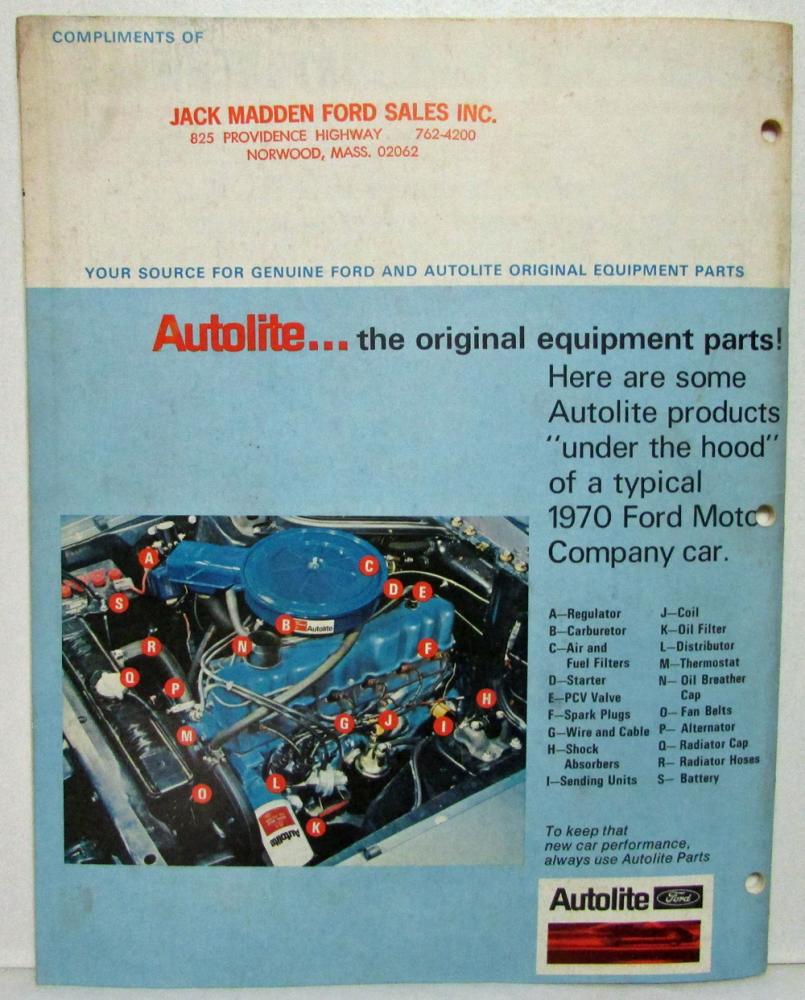 COMPLIMENTS OF
JACK MADDEN FORD SALES INC.
825 PROVIDENCE HIGHWAY 762-4200
NORWOOD, MASS. 02062
YOUR SOURCE FOR GENUINE FORD AND AUTOLITE ORIGINAL EQUIPMENT PARTS
Autolite... the original equipment parts!
Here are some
Autolite products
"under the hood"
of a typical
1970 Ford Moto
Company car.
A—Regulator
B—Carburetor
C—Air and
Fuel Filters
D—Starter
E—PCV Valve
F—Spark Plugs
G—Wire and Cable
H—Shock
Absorbers
I—Sending Units
J—Coil
K—Oil Filter
L—Distributor
M—Thermostat
N—Oil Breather
Cap
O—Fan Belts
P—Alternator
Q—Radiator Cap
R—Radiator Hoses
S—Battery
A
C
S
D
E
B
Autolite
R
N
F
Q
P
H
G
J
I
M
L
O
K
Autolite
To keep that
new car performance,
always use Autolite Parts
Autolite Ford